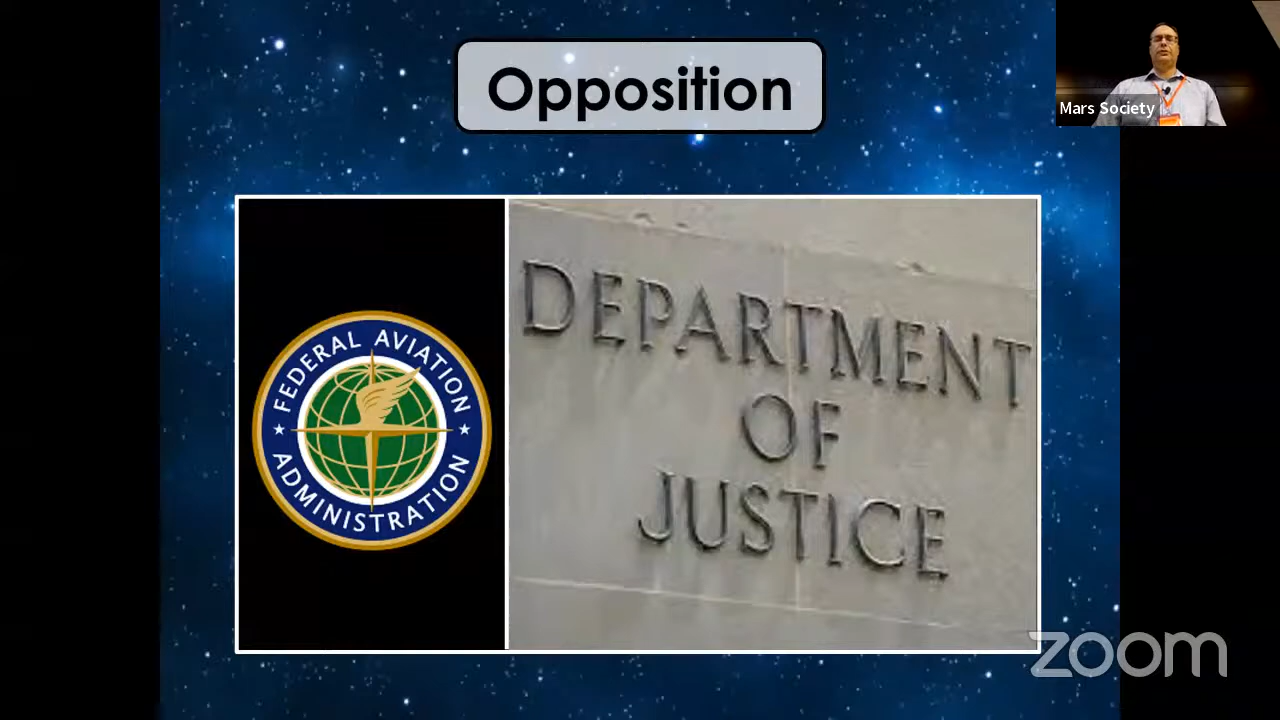 Opposition
Mars Society
FEDERAL AVIATION
ADMINISTRATION
DEPARTMENT
OF
JUSTICE
zoom